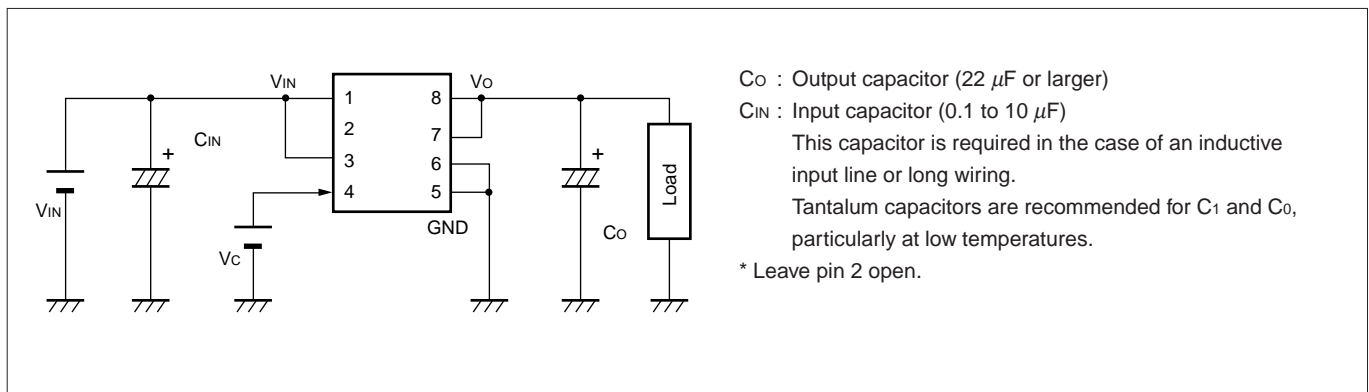 VIN
CIN
+
VIN
VC
1
2
3
4
8
7
6
5
GND
VO
+
CO
Load
CO : Output capacitor (22 μF or larger)
CIN : Input capacitor (0.1 to 10 μF)
This capacitor is required in the case of an inductive
input line or long wiring.
Tantalum capacitors are recommended for C1 and C0,
particularly at low temperatures.
* Leave pin 2 open.